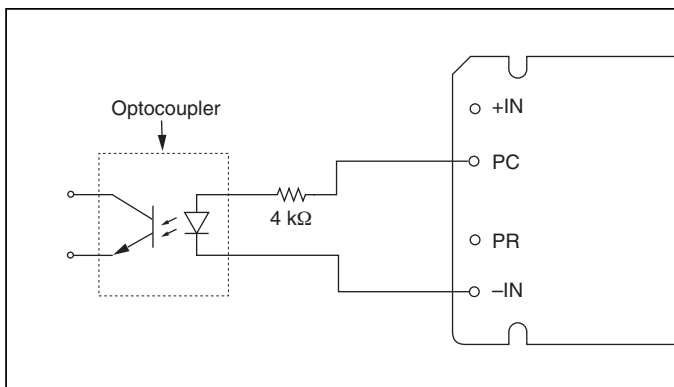 Optocoupler
4 kΩ
+IN
PC
PR
–IN